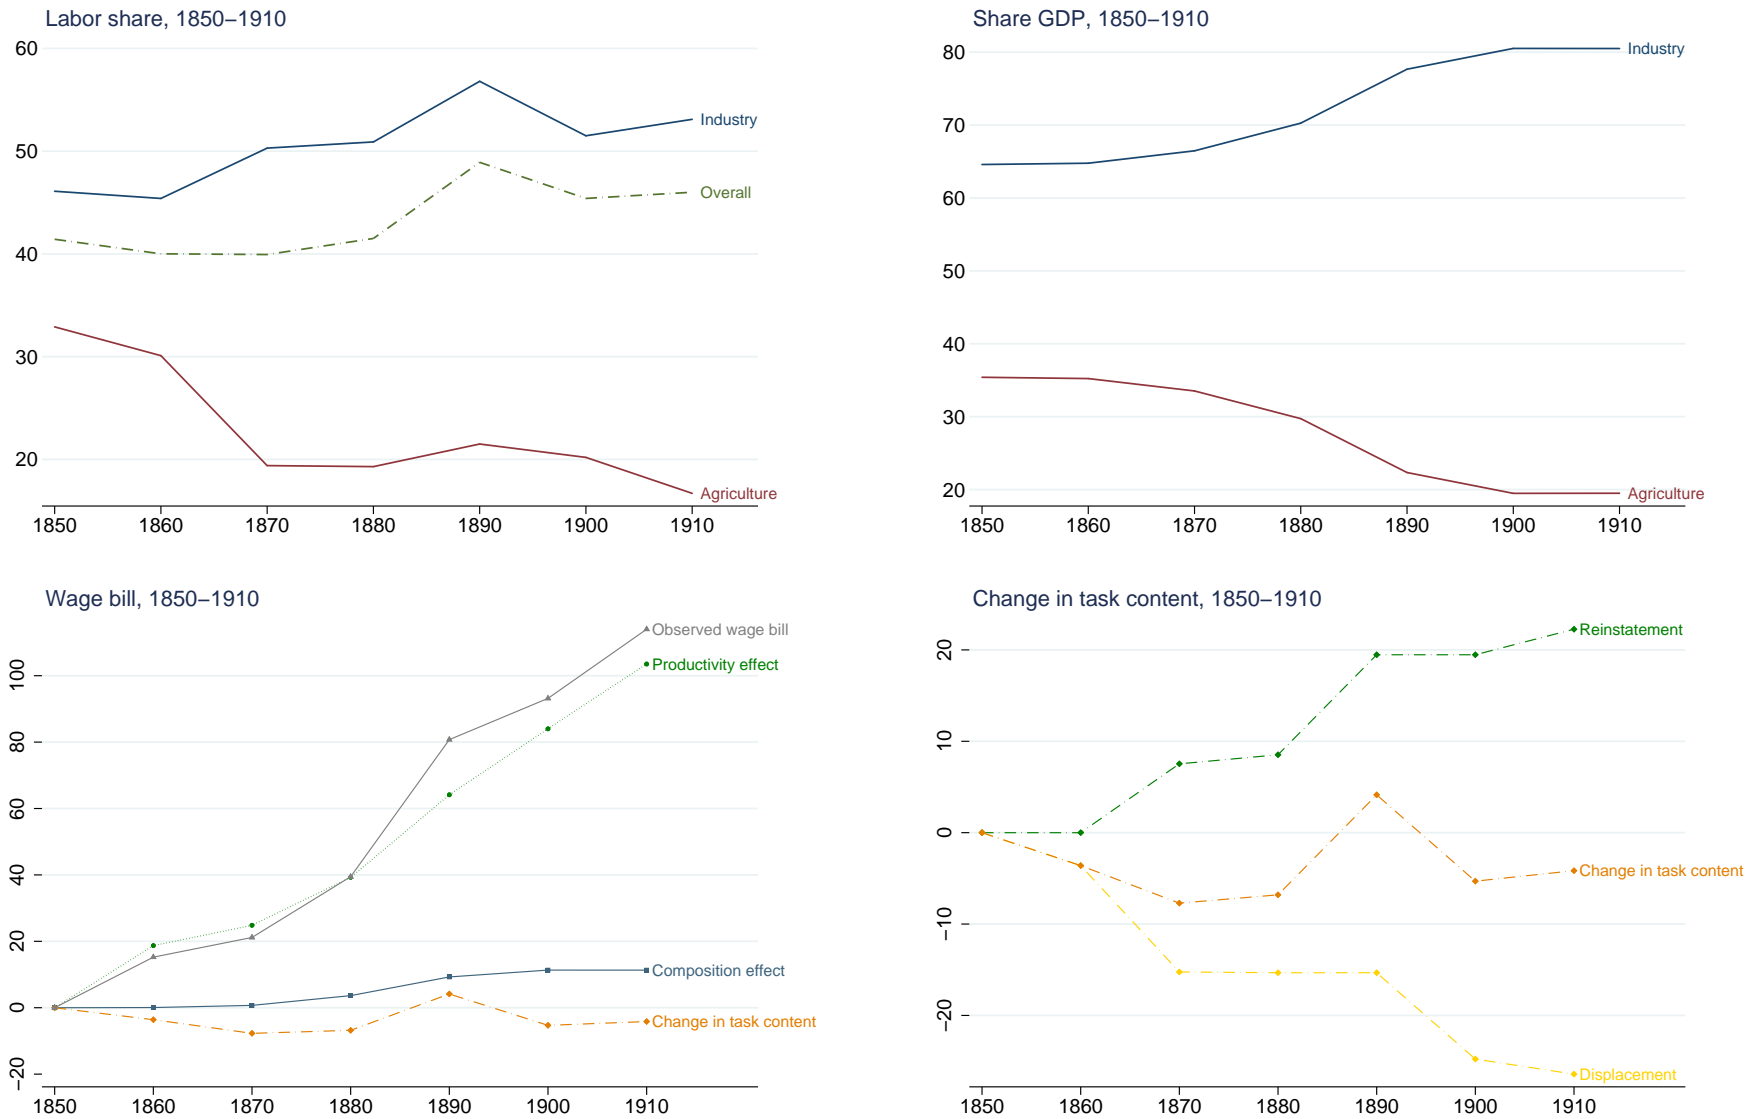 Labor share, 1850–1910
60
50
40
30
20
Industry
Overall
Agriculture
1850 1860 1870 1880 1890 1900 1910
Share GDP, 1850–1910
80
70
60
50
40
30
20
Industry
Agriculture
1850 1860 1870 1880 1890 1900 1910
Wage bill, 1850–1910
100
80
60
40
20
0
−20
Observed wage bill
Productivity effect
Composition effect
Change in task content
1850 1860 1870 1880 1890 1900 1910
Change in task content, 1850–1910
20
10
0
−10
−20
Reinstatement
Change in task content
Displacement
1850 1860 1870 1880 1890 1900 1910